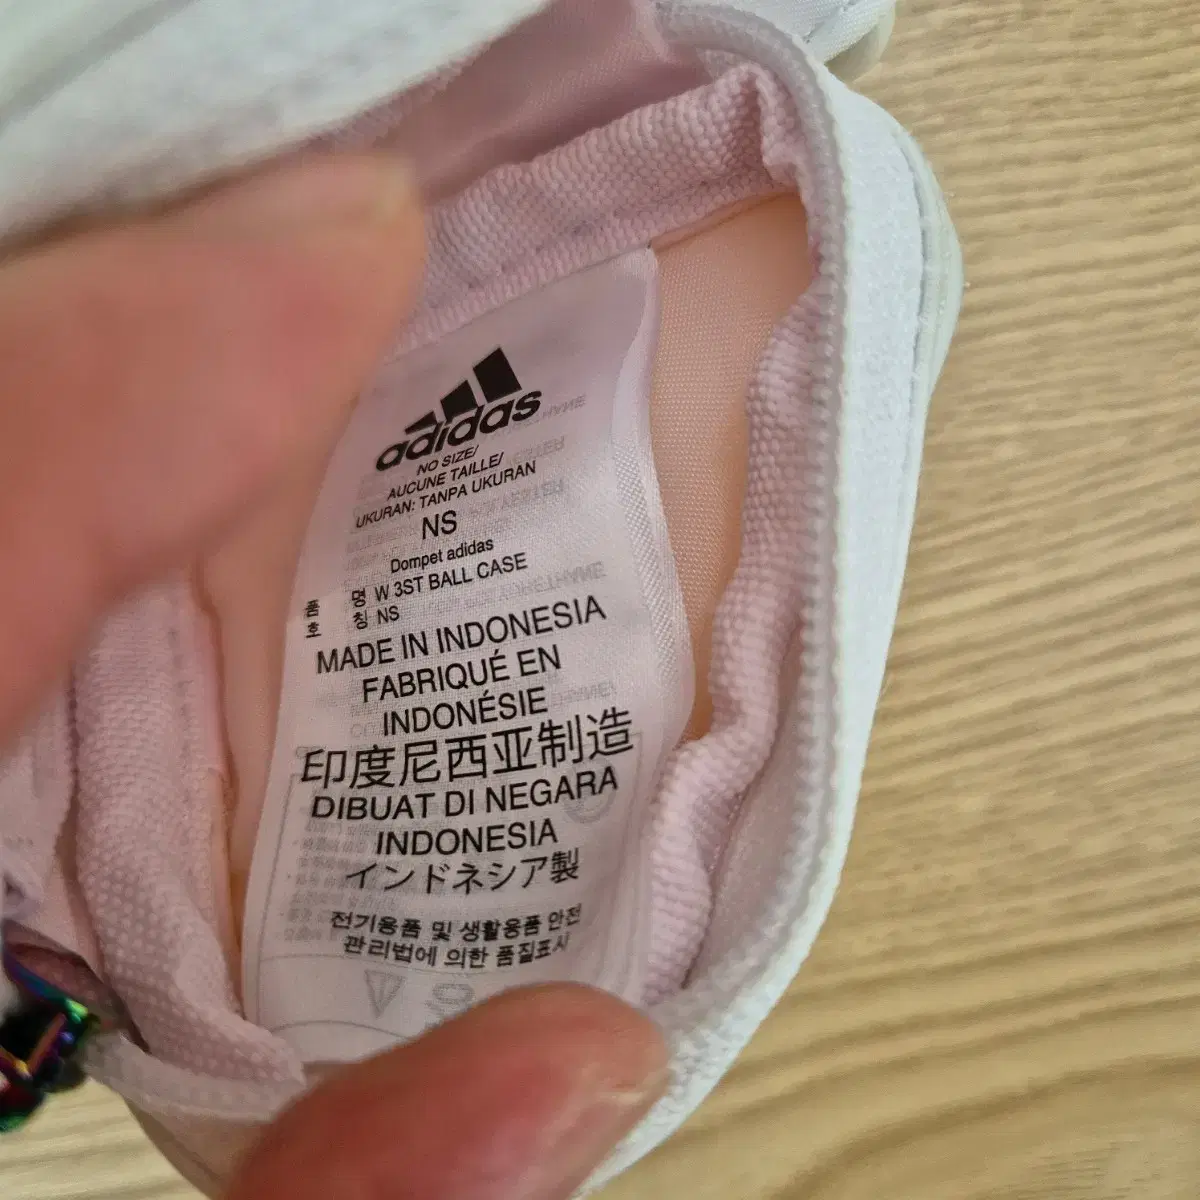 adidas
NO SIZE/
AUCUNE TAILLE/
UKURAN: TANPA UKURAN
NS
Dompet adidas
품 명 W 3ST BALL CASE
호 칭 NS
MADE IN INDONESIA
FABRIQUÉ EN
INDONÉSIE
印度尼西亚制造
DIBUAT DI NEGARA
INDONESIA
インドネシア製
전기용품 및 생활용품 안전
관리법에 의한 품질표시